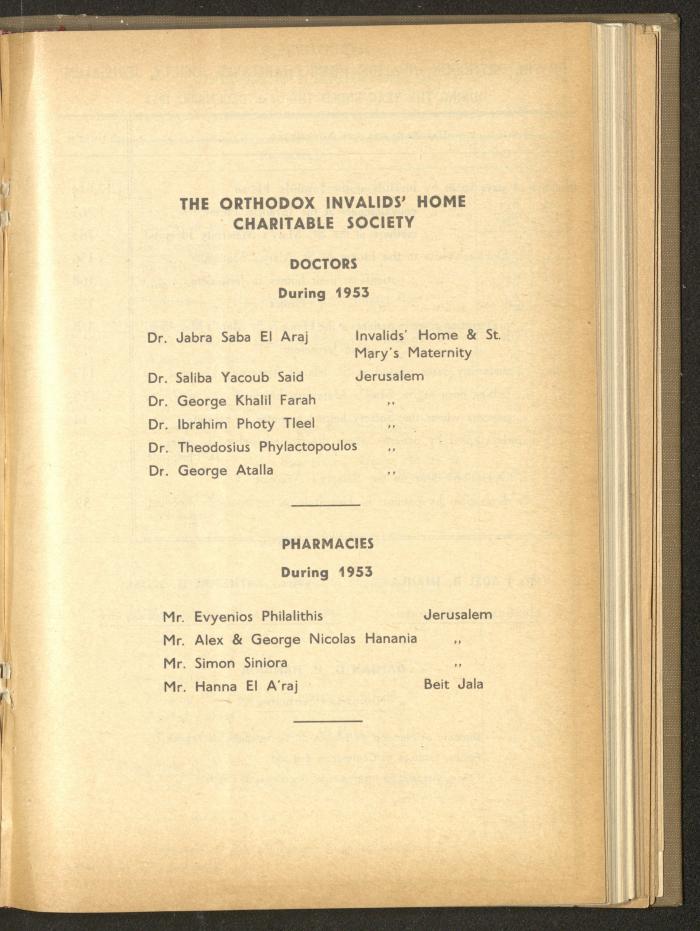 THE ORTHODOX INVALIDS' HOME
CHARITABLE SOCIETY
DOCTORS
During 1953
Dr. Jabra Saba El Araj Invalids' Home & St.
Mary's Maternity
Dr. Saliba Yacoub Said Jerusalem
Dr. George Khalil Farah ,,
Dr. Ibrahim Photy Tleel ,,
Dr. Theodosius Phylactopoulos ,,
Dr. George Atalla ,,
PHARMACIES
During 1953
Mr. Evyenios Philalithis Jerusalem
Mr. Alex & George Nicolas Hanania ,,
Mr. Simon Siniora ,,
Mr. Hanna El A'raj Beit Jala